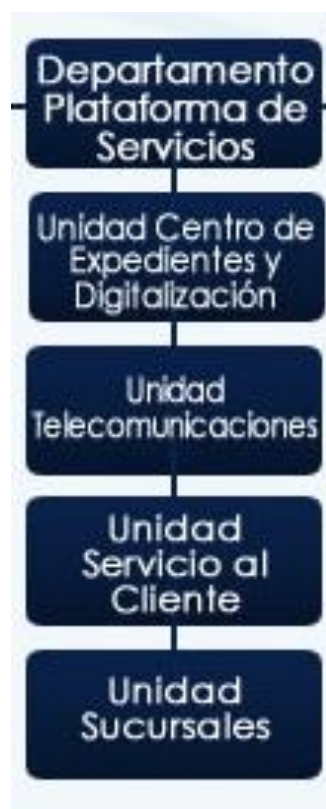 Departamento
Plataforma de
Servicios
Unidad Centro de
Expedientes y
Digitalización
Unidad
Telecomunicaciones
Unidad
Servicio al
Cliente
Unidad
Sucursales